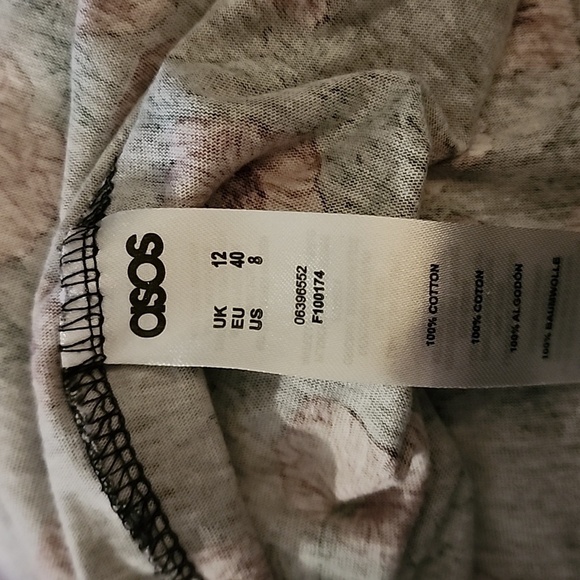 asos
UK 12
EU 40
US 8
06396552
F100174
100% COTTON
100% COTON
100% ALGODÓN
100% BAUMWOLLE